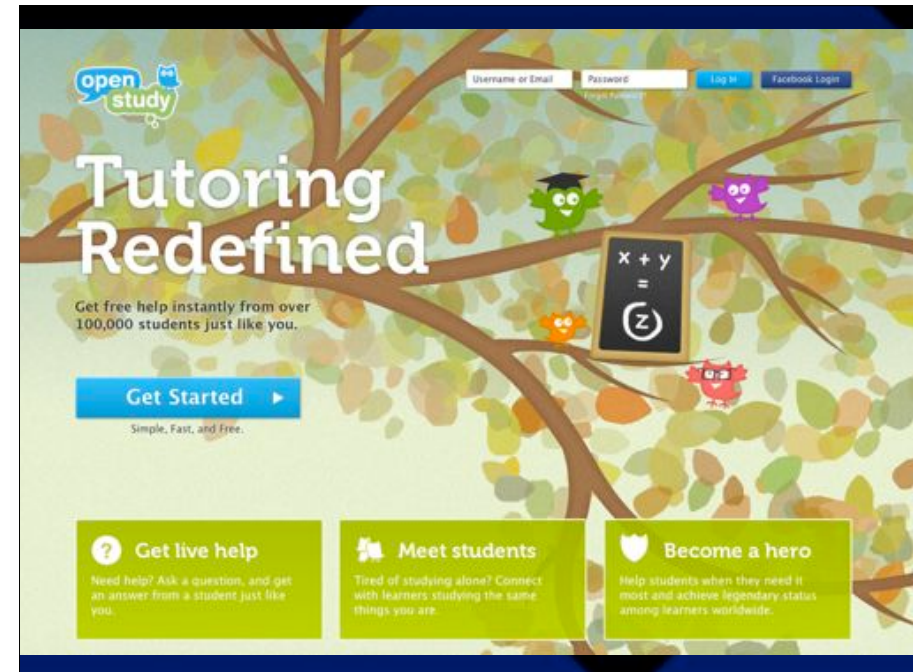 open
study
Username or Email
Password
Log In
Facebook Login
Forgot Password?
Tutoring
Redefined
x + y
=
z
Get free help instantly from over
100,000 students just like you.
Get Started
Simple, Fast, and Free.
Get live help
Need help? Ask a question, and get
an answer from a student just like
you.
Meet students
Tired of studying alone? Connect
with learners studying the same
things you are.
Become a hero
Help students when they need it
most and achieve legendary status
among learners worldwide.